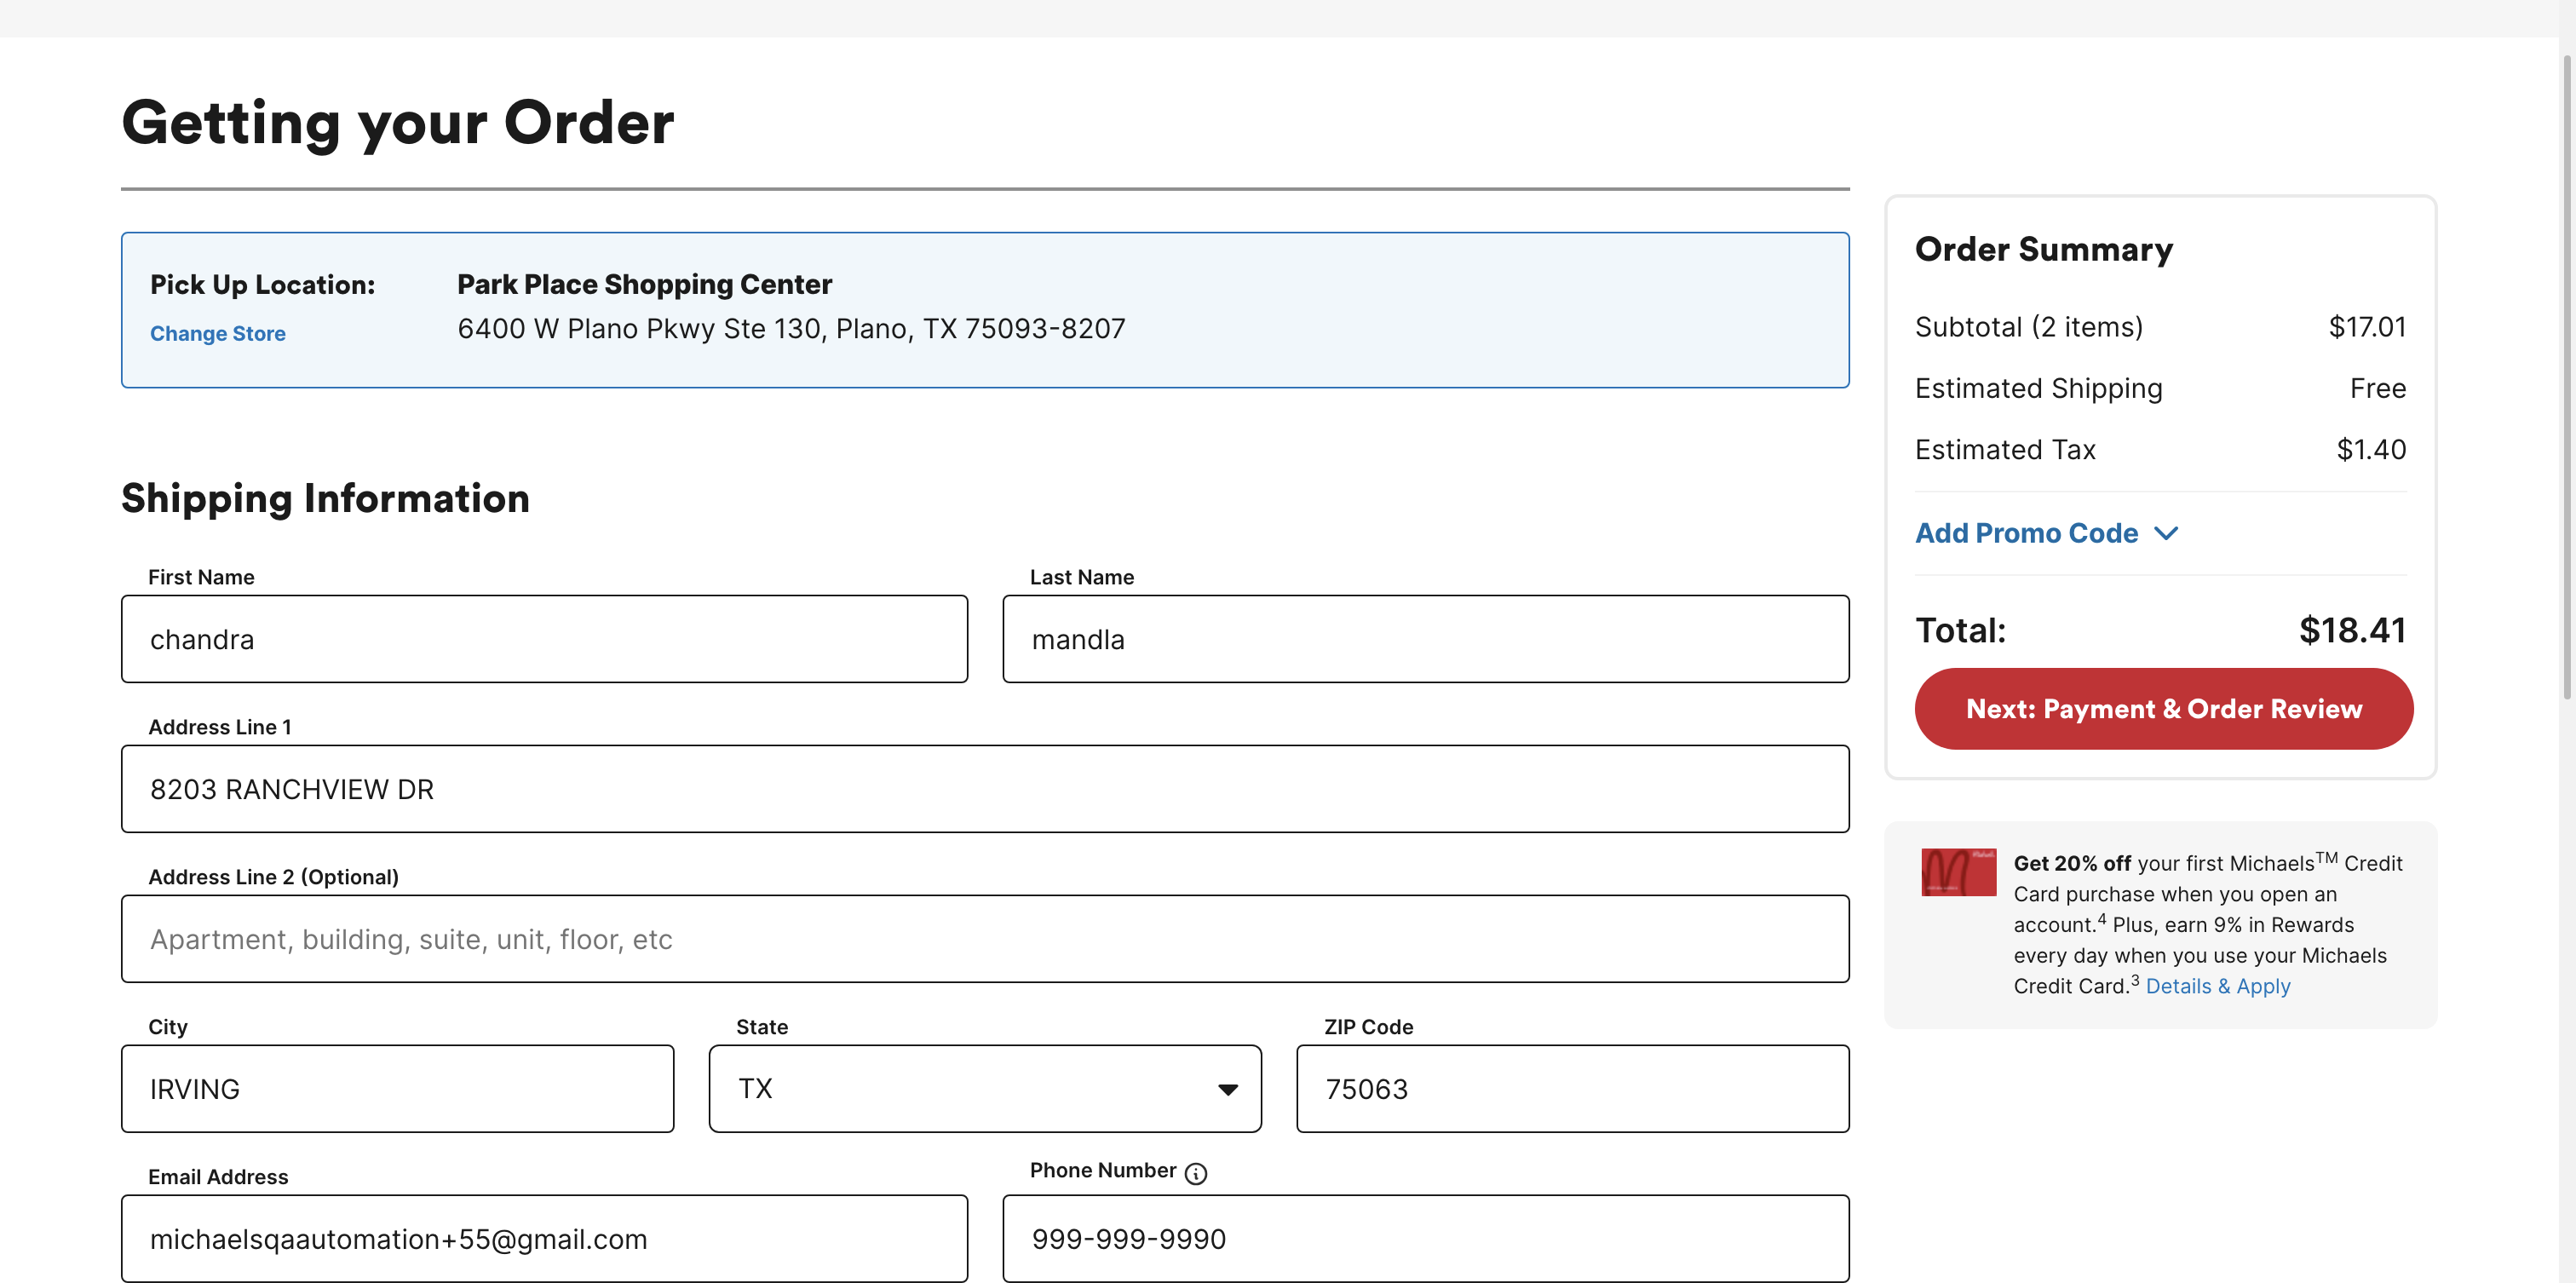 Getting your Order
Pick Up Location:
Change Store
Park Place Shopping Center
6400 W Plano Pkwy Ste 130, Plano, TX 75093-8207
Shipping Information
First Name
chandra
Last Name
mandla
Address Line 1
8203 RANCHVIEW DR
Address Line 2 (Optional)
Apartment, building, suite, unit, floor, etc
City
IRVING
State
TX
ZIP Code
75063
Email Address
michaelsqaautomation+55@gmail.com
Phone Number
999-999-9990
Order Summary
Subtotal (2 items) $17.01
Estimated Shipping Free
Estimated Tax $1.40
Add Promo Code
Total: $18.41
Next: Payment & Order Review
Get 20% off your first Michaels™ Credit
Card purchase when you open an
account.⁴ Plus, earn 9% in Rewards
every day when you use your Michaels
Credit Card.³ Details & Apply